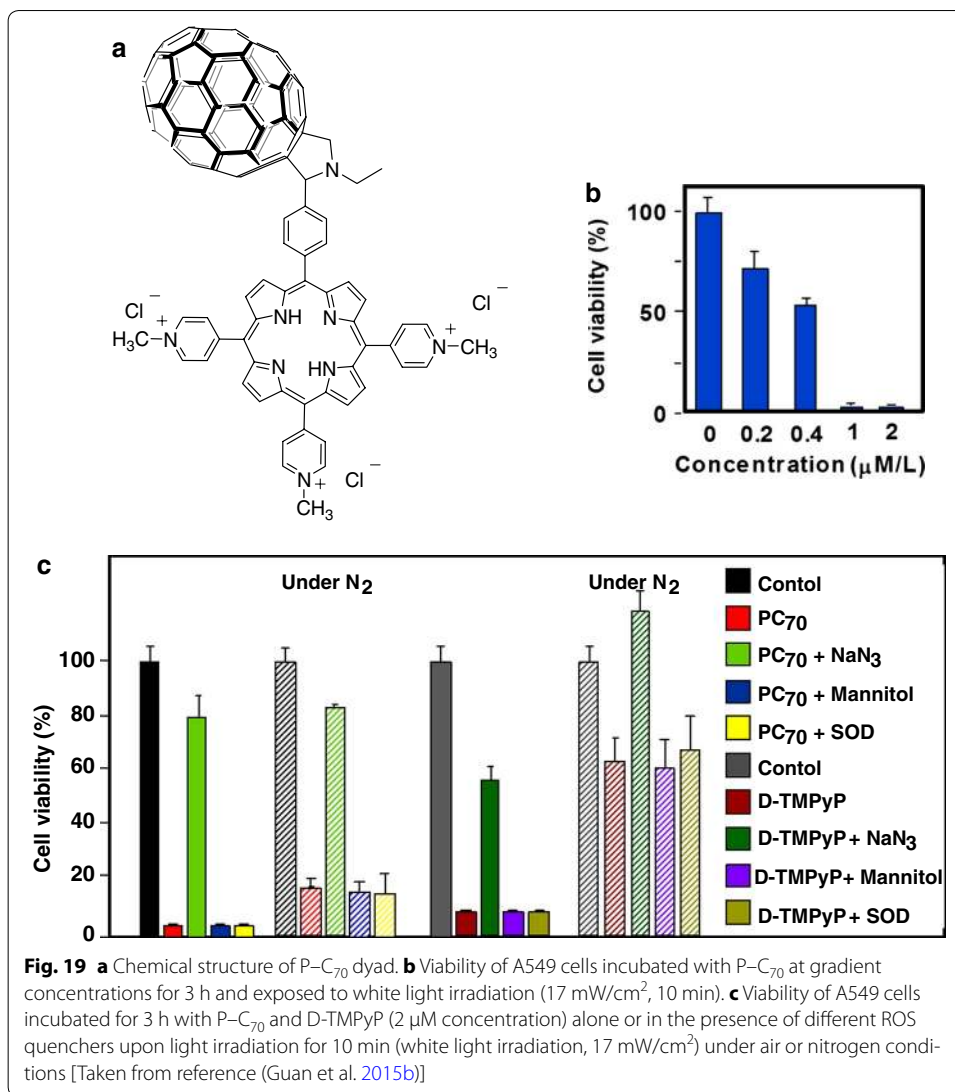 a
N
Cl −
Cl −
NH
N
N
HN
+
N
H3C
+
N
CH3
Cl −
N +
CH3
b
Cell viability (%)
100
50
0
0 0.2 0.4 1 2
Concentration (µM/L)
c
Under N2
Under N2
Cell viability (%)
100
80
60
40
20
0
Contol
PC70
PC70 + NaN3
PC70 + Mannitol
PC70 + SOD
Contol
D-TMPyP
D-TMPyP + NaN3
D-TMPyP+ Mannitol
D-TMPyP + SOD
Fig. 19 a Chemical structure of P–C70 dyad. b Viability of A549 cells incubated with P–C70 at gradient
concentrations for 3 h and exposed to white light irradiation (17 mW/cm2, 10 min). c Viability of A549 cells
incubated for 3 h with P–C70 and D-TMPyP (2 µM concentration) alone or in the presence of different ROS
quenchers upon light irradiation for 10 min (white light irradiation, 17 mW/cm2) under air or nitrogen condi-
tions [Taken from reference (Guan et al. 2015b)]